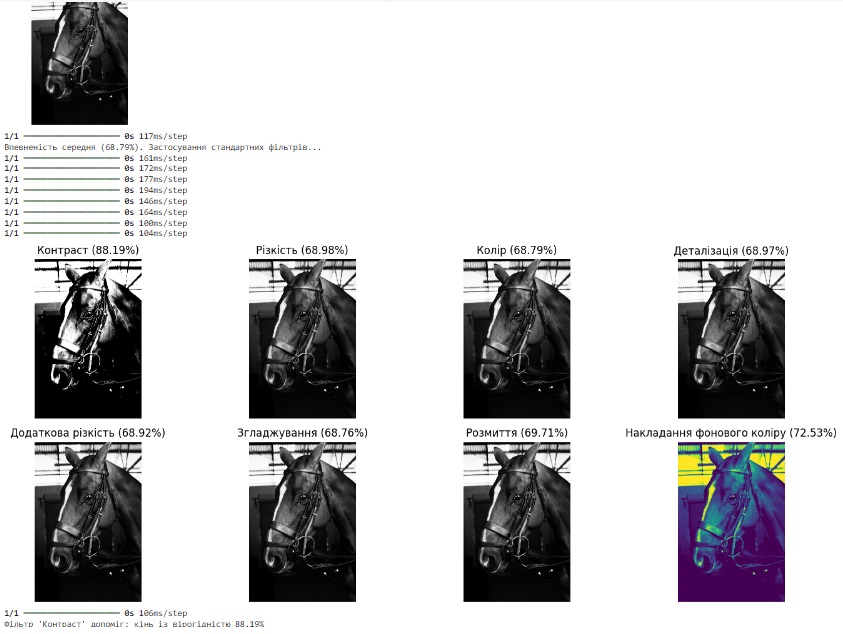 1/1 ━━━━━━━━━━━━━━━━━━━━ 0s 117ms/step
Впевненість середня (68.79%). Застосування стандартних фільтрів...
1/1 ━━━━━━━━━━━━━━━━━━━━ 0s 161ms/step
1/1 ━━━━━━━━━━━━━━━━━━━━ 0s 172ms/step
1/1 ━━━━━━━━━━━━━━━━━━━━ 0s 177ms/step
1/1 ━━━━━━━━━━━━━━━━━━━━ 0s 194ms/step
1/1 ━━━━━━━━━━━━━━━━━━━━ 0s 146ms/step
1/1 ━━━━━━━━━━━━━━━━━━━━ 0s 164ms/step
1/1 ━━━━━━━━━━━━━━━━━━━━ 0s 100ms/step
1/1 ━━━━━━━━━━━━━━━━━━━━ 0s 104ms/step
Контраст (88.19%) Різкість (68.98%) Колір (68.79%) Деталізація (68.97%)
Додаткова різкість (68.92%) Згладжування (68.76%) Розмиття (69.71%) Накладання фонового коліру (72.53%)
1/1 ━━━━━━━━━━━━━━━━━━━━ 0s 106ms/step
Фільтр 'Контраст' допоміг: кінь із вірогідністю 88.19%